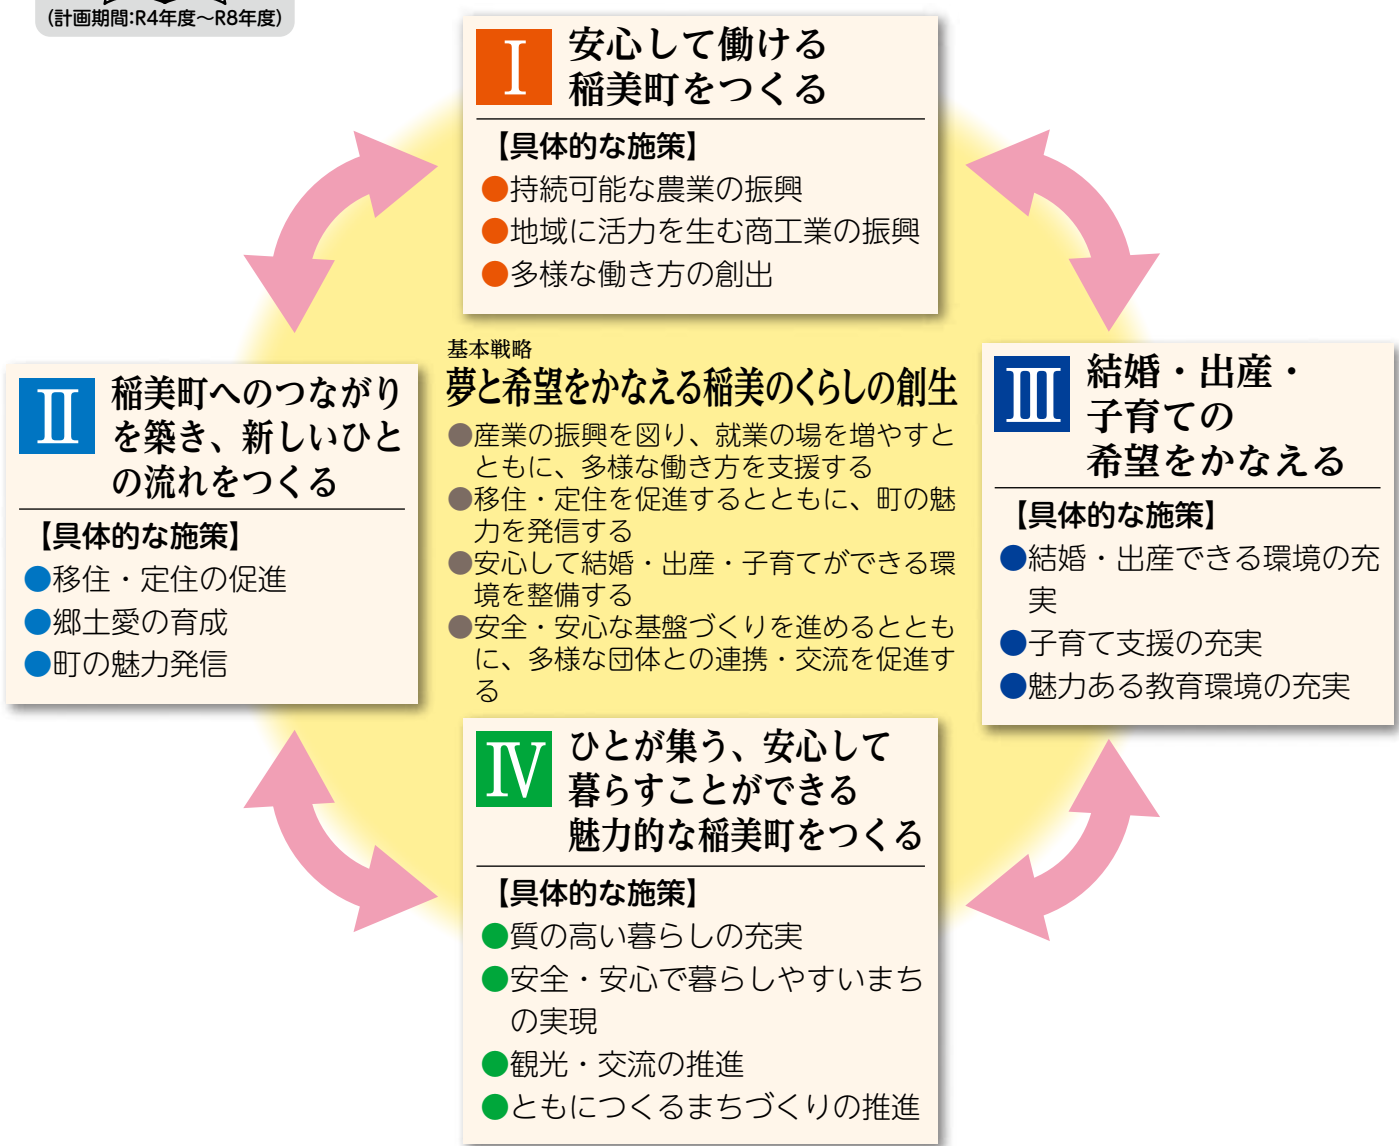 (計画期間:R4年度～R8年度)
Ⅰ 安心して働ける
稲美町をつくる
【具体的な施策】
●持続可能な農業の振興
●地域に活力を生む商工業の振興
●多様な働き方の創出
Ⅱ 稲美町へのつながり
を築き、新しいひと
の流れをつくる
【具体的な施策】
●移住・定住の促進
●郷土愛の育成
●町の魅力発信
基本戦略
夢と希望をかなえる稲美のくらしの創生
●産業の振興を図り、就業の場を増やすと
ともに、多様な働き方を支援する
●移住・定住を促進するとともに、町の魅
力を発信する
●安心して結婚・出産・子育てができる環
境を整備する
●安全・安心な基盤づくりを進めるととも
に、多様な団体との連携・交流を促進す
る
Ⅲ 結婚・出産・
子育ての
希望をかなえる
【具体的な施策】
●結婚・出産できる環境の充
実
●子育て支援の充実
●魅力ある教育環境の充実
Ⅳ ひとが集う、安心して
暮らすことができる
魅力的な稲美町をつくる
【具体的な施策】
●質の高い暮らしの充実
●安全・安心で暮らしやすいまち
の実現
●観光・交流の推進
●ともにつくるまちづくりの推進